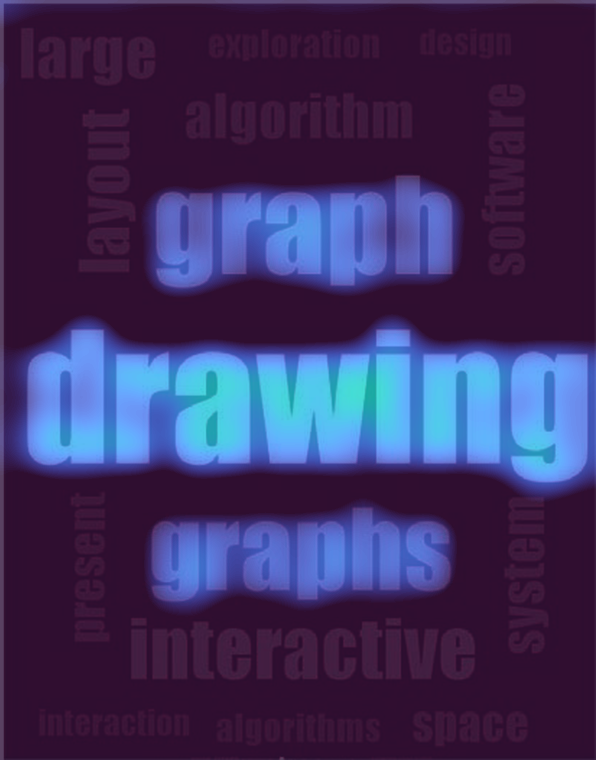 large
exploration
design
layout
algorithm
software
graph
drawing
graphs
present
system
interactive
interaction
algorithms
space